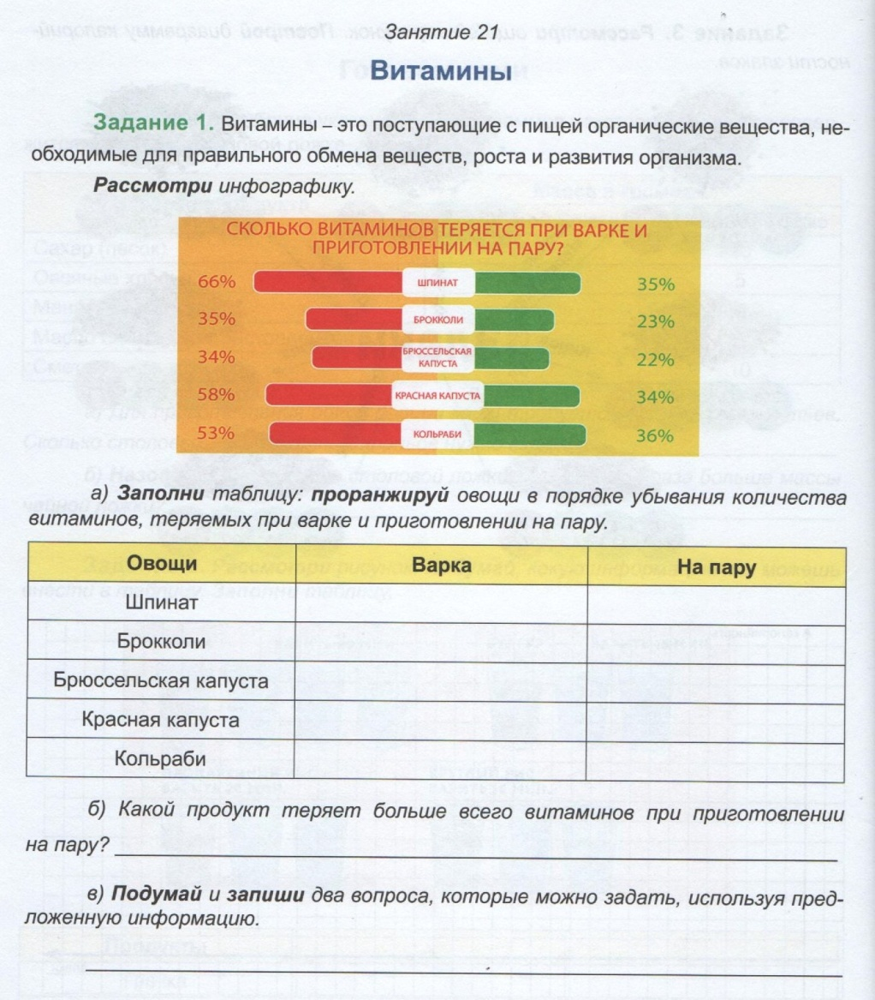 Занятие 21
Витамины
Задание 1. Витамины – это поступающие с пищей органические вещества, не-
обходимые для правильного обмена веществ, роста и развития организма.
Рассмотри инфографику.
СКОЛЬКО ВИТАМИНОВ ТЕРЯЕТСЯ ПРИ ВАРКЕ И
ПРИГОТОВЛЕНИИ НА ПАРУ?
66% ШПИНАТ 35%
35% БРОККОЛИ 23%
34% БРЮССЕЛЬСКАЯ КАПУСТА 22%
58% КРАСНАЯ КАПУСТА 34%
53% КОЛЬРАБИ 36%
а) Заполни таблицу: проранжируй овощи в порядке убывания количества
витаминов, теряемых при варке и приготовлении на пару.
Овощи Варка На пару
Шпинат
Брокколи
Брюссельская капуста
Красная капуста
Кольраби
б) Какой продукт теряет больше всего витаминов при приготовлении
на пару?
в) Подумай и запиши два вопроса, которые можно задать, используя пред-
ложенную информацию.